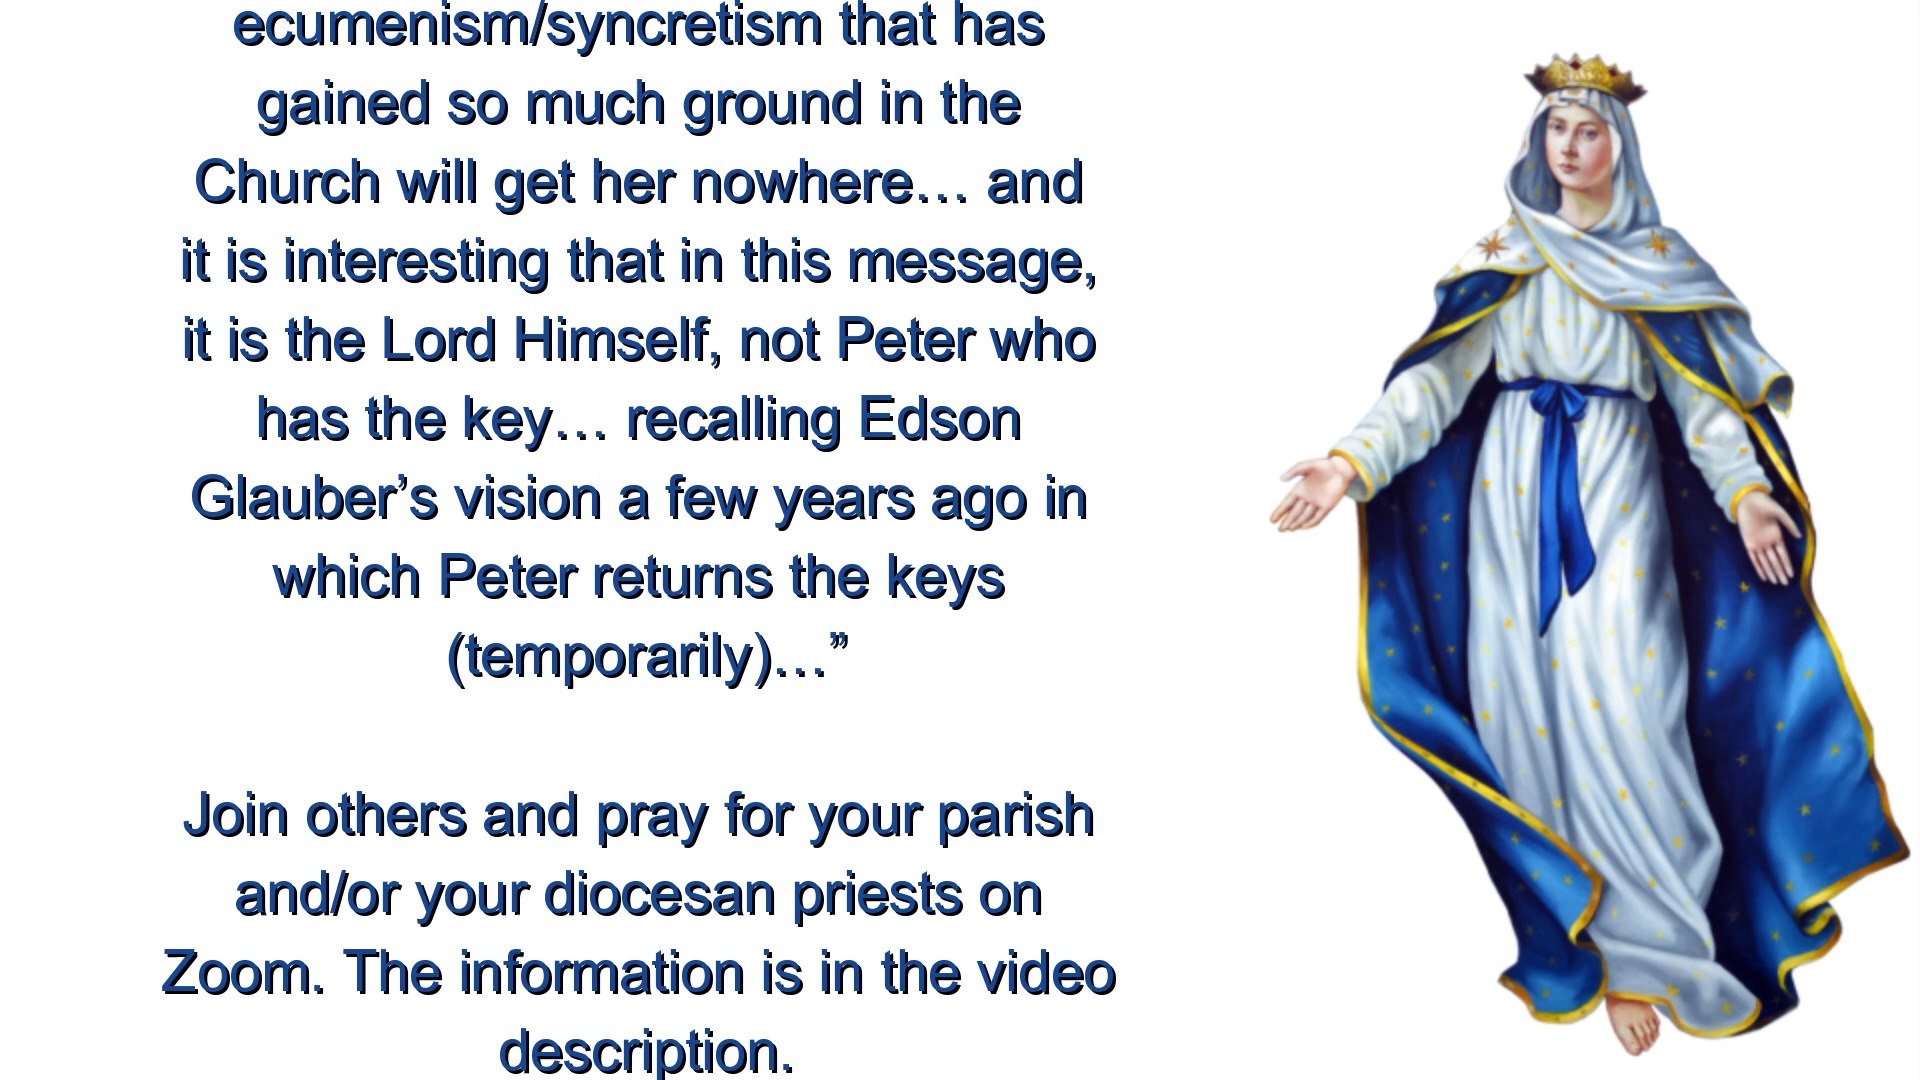 ecumenism/syncretism that has
gained so much ground in the
Church will get her nowhere… and
it is interesting that in this message,
it is the Lord Himself, not Peter who
has the key… recalling Edson
Glauber’s vision a few years ago in
which Peter returns the keys
(temporarily)…”
Join others and pray for your parish
and/or your diocesan priests on
Zoom. The information is in the video
description.